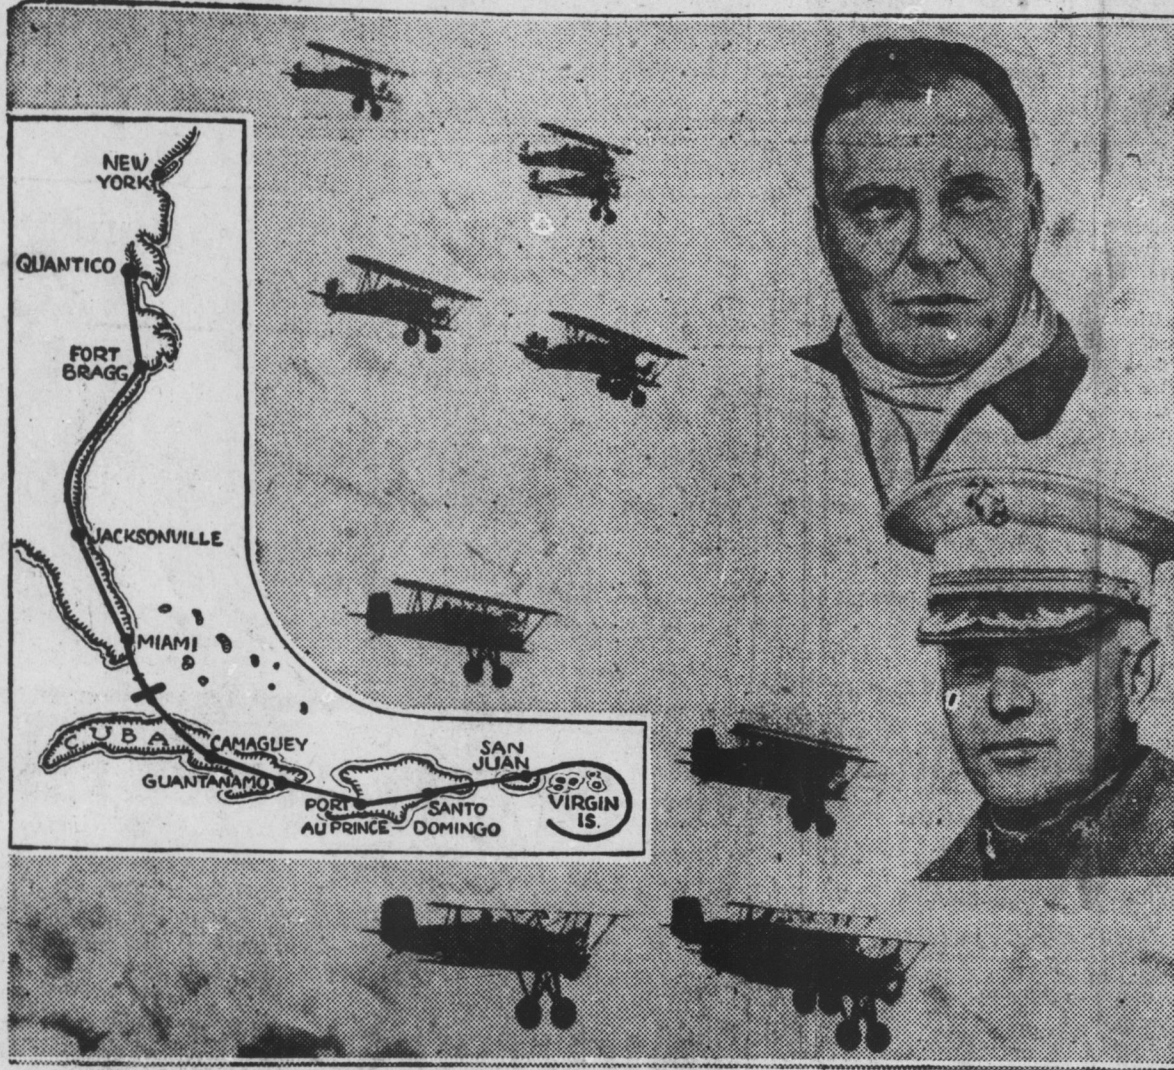 NEW
YORK
QUANTICO
FORT
BRAGG
JACKSONVILLE
MIAMI
CUBA
CAMAGUEY
GUANTANAMO
SAN
JUAN
PORT
AU PRINCE
SANTO
DOMINGO
VIRGIN
IS.